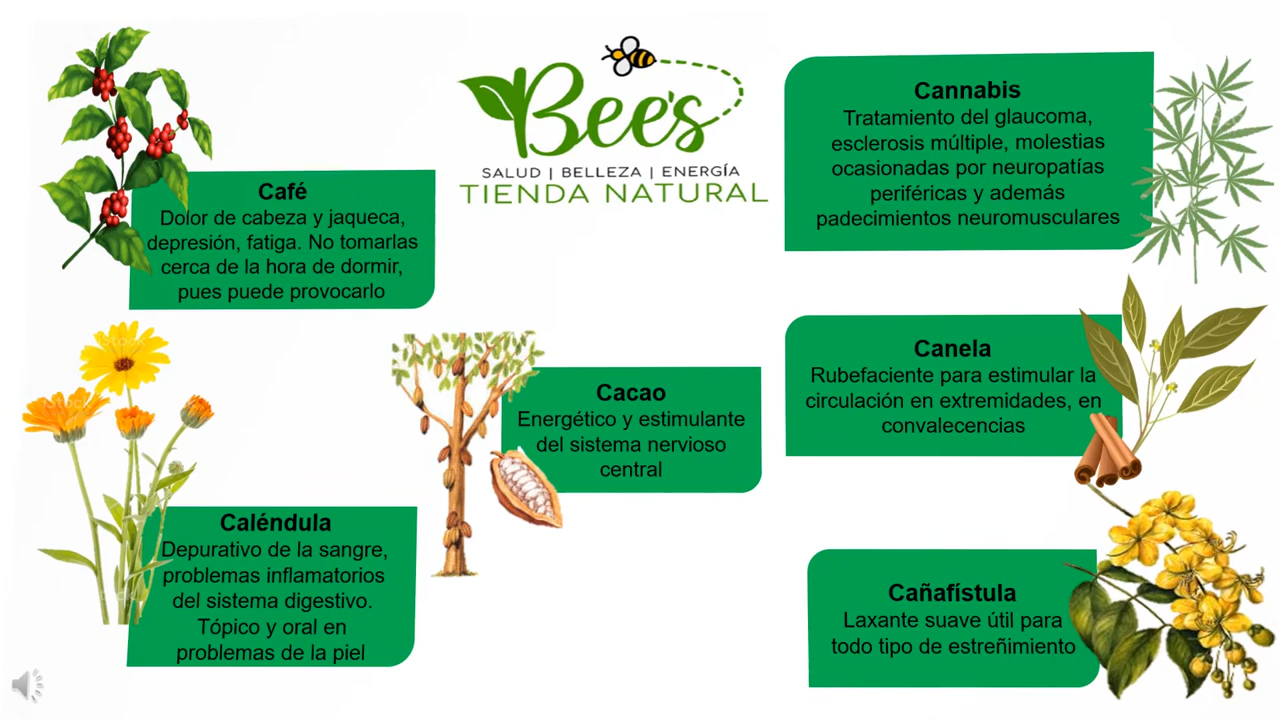 Bee's
SALUD | BELLEZA | ENERGÍA
TIENDA NATURAL
Café
Dolor de cabeza y jaqueca,
depresión, fatiga. No tomarlas
cerca de la hora de dormir,
pues puede provocarlo
Caléndula
Depurativo de la sangre,
problemas inflamatorios
del sistema digestivo.
Tópico y oral en
problemas de la piel
Cacao
Energético y estimulante
del sistema nervioso
central
Cannabis
Tratamiento del glaucoma,
esclerosis múltiple, molestias
ocasionadas por neuropatías
periféricas y además
padecimientos neuromusculares
Canela
Rubefaciente para estimular la
circulación en extremidades, en
convalecencias
Cañafístula
Laxante suave útil para
todo tipo de estreñimiento